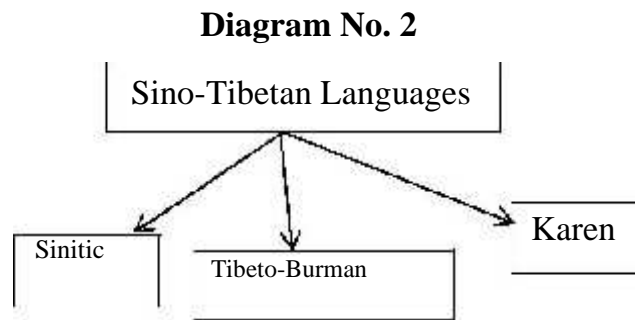 Diagram No. 2
Sino-Tibetan Languages
Sinitic
Tibeto-Burman
Karen